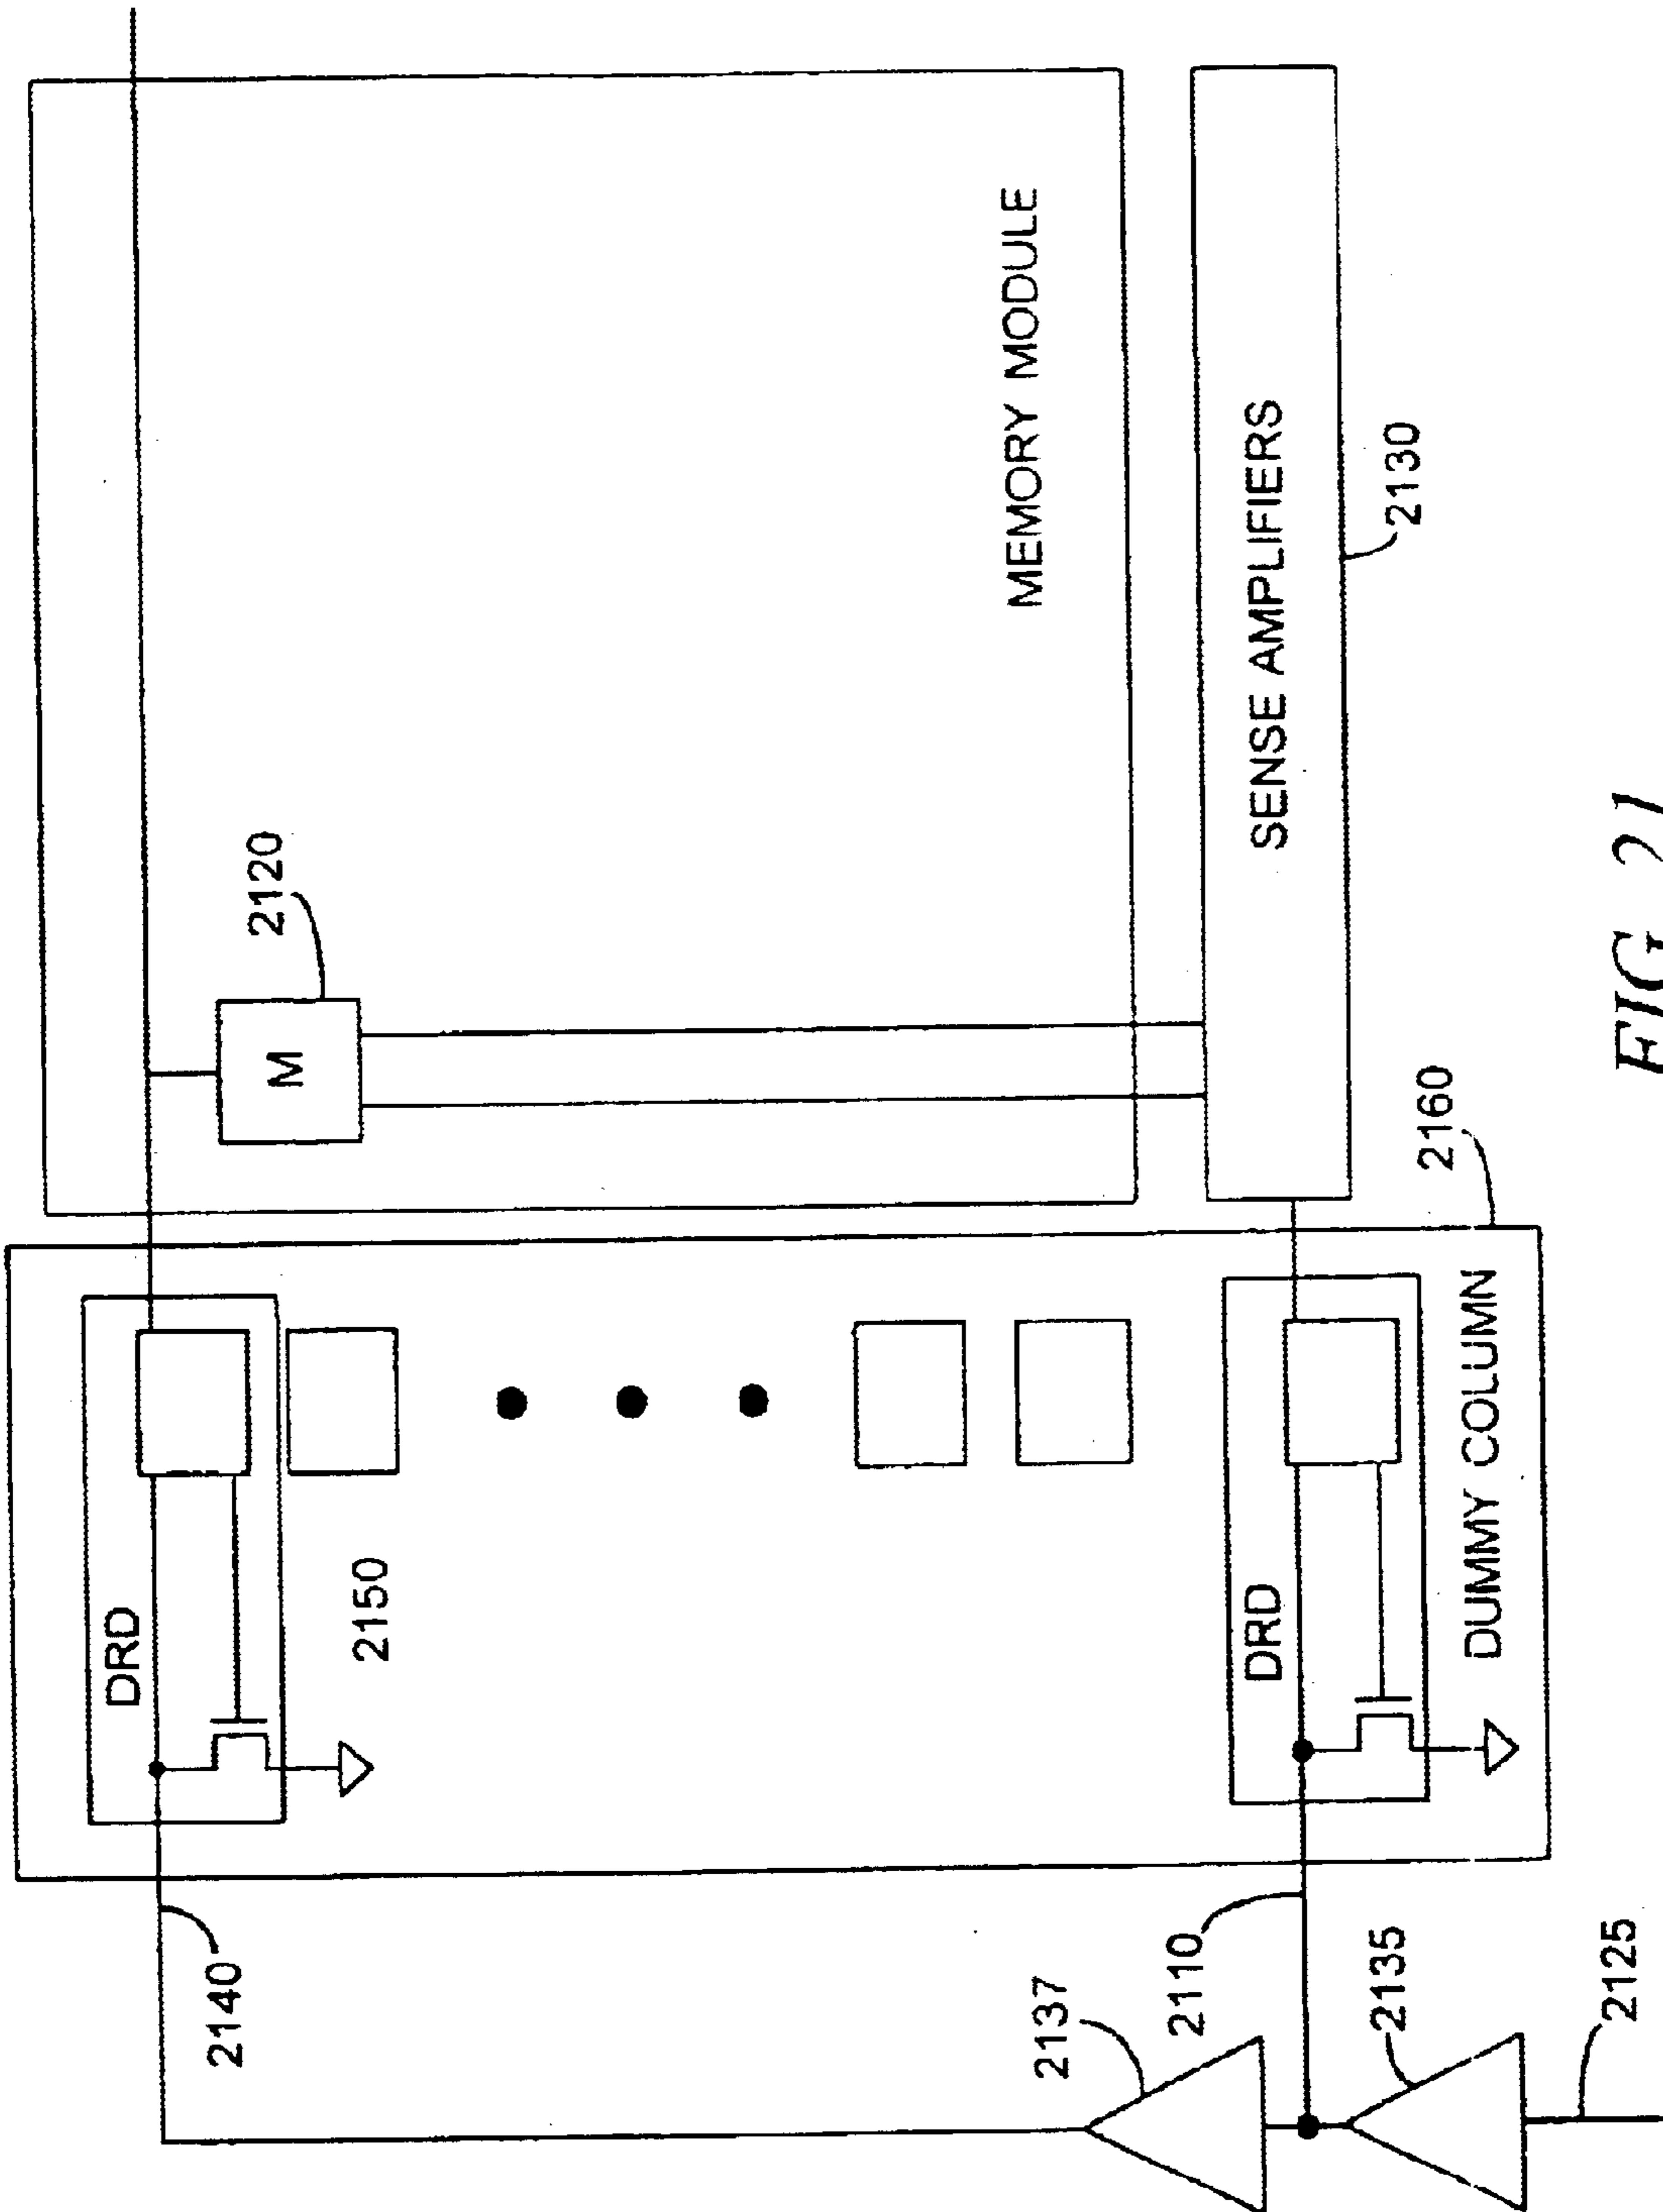 MEMORY MODULE
2120
M
SENSE AMPLIFIERS
2130
DRD
2150
DRD
DUMMY COLUMN
2160
2140
2137
2110
2135
2125
FIG. 21